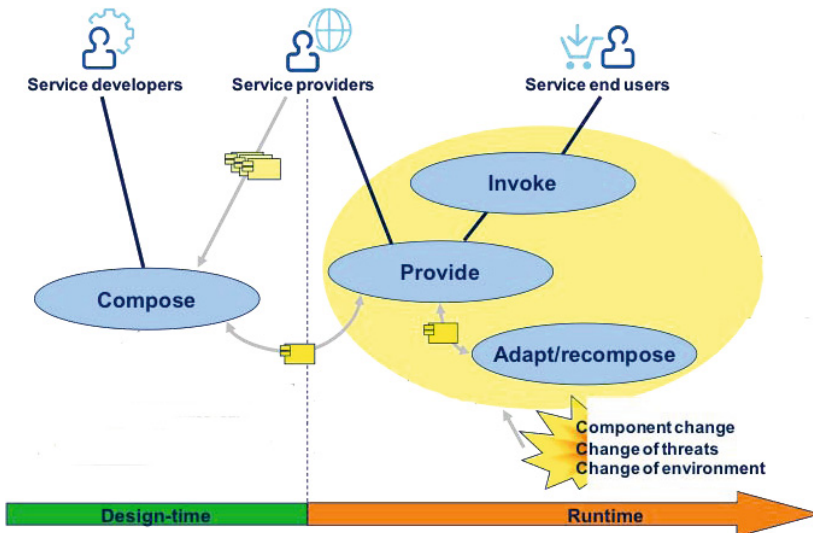 Service developers
Service providers
Service end users
Invoke
Provide
Compose
Adapt/recompose
Component change
Change of threats
Change of environment
Design-time
Runtime